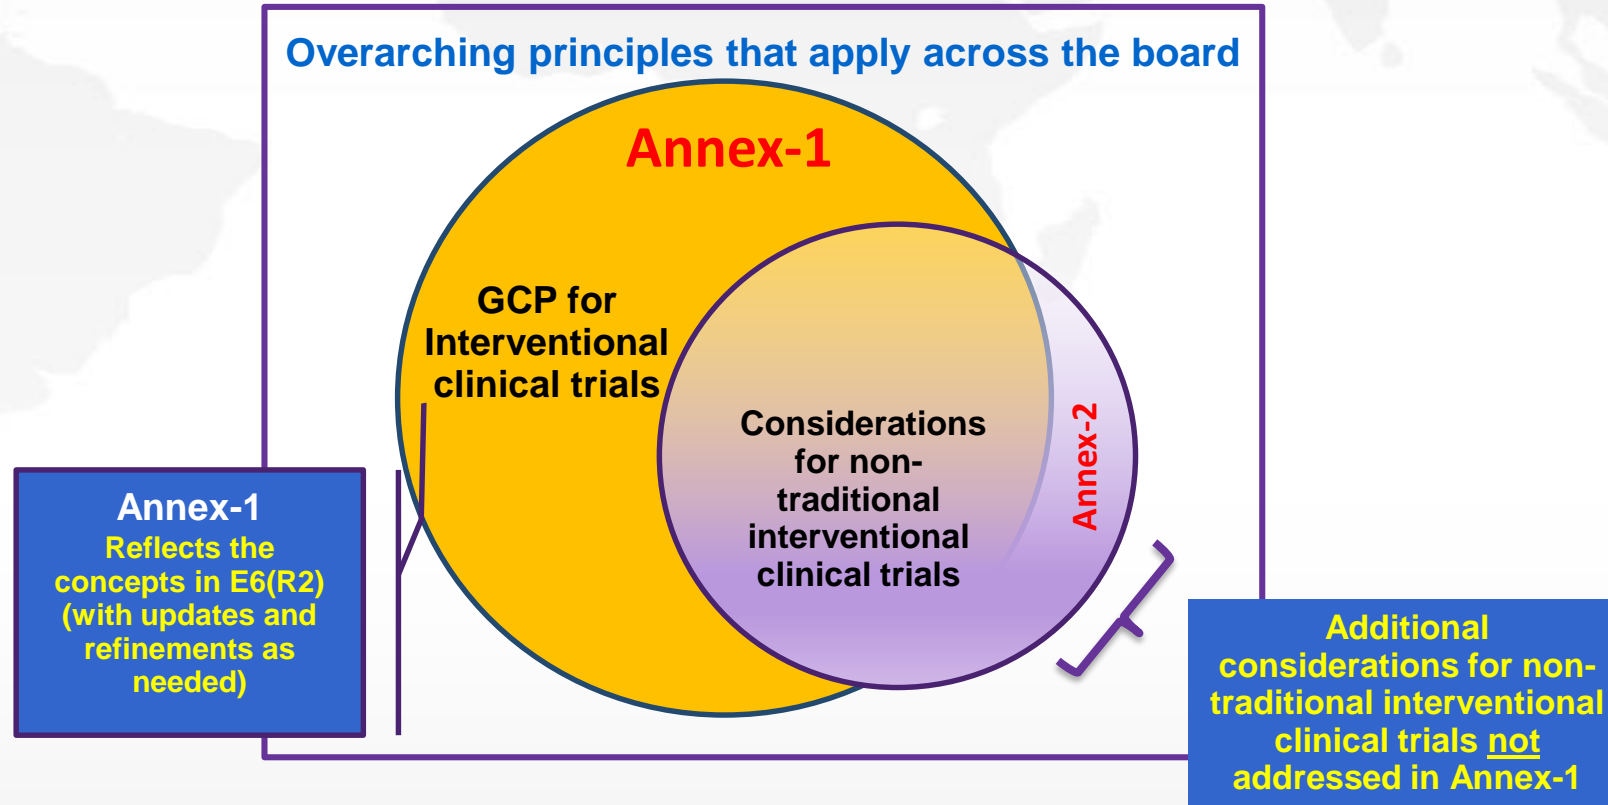 Overarching principles that apply across the board
Annex-1
GCP for
Interventional
clinical trials
Considerations
for non-
traditional
interventional
clinical trials
Annex-2
Annex-1
Reflects the
concepts in E6(R2)
(with updates and
refinements as
needed)
Additional
considerations for non-
traditional interventional
clinical trials not
addressed in Annex-1